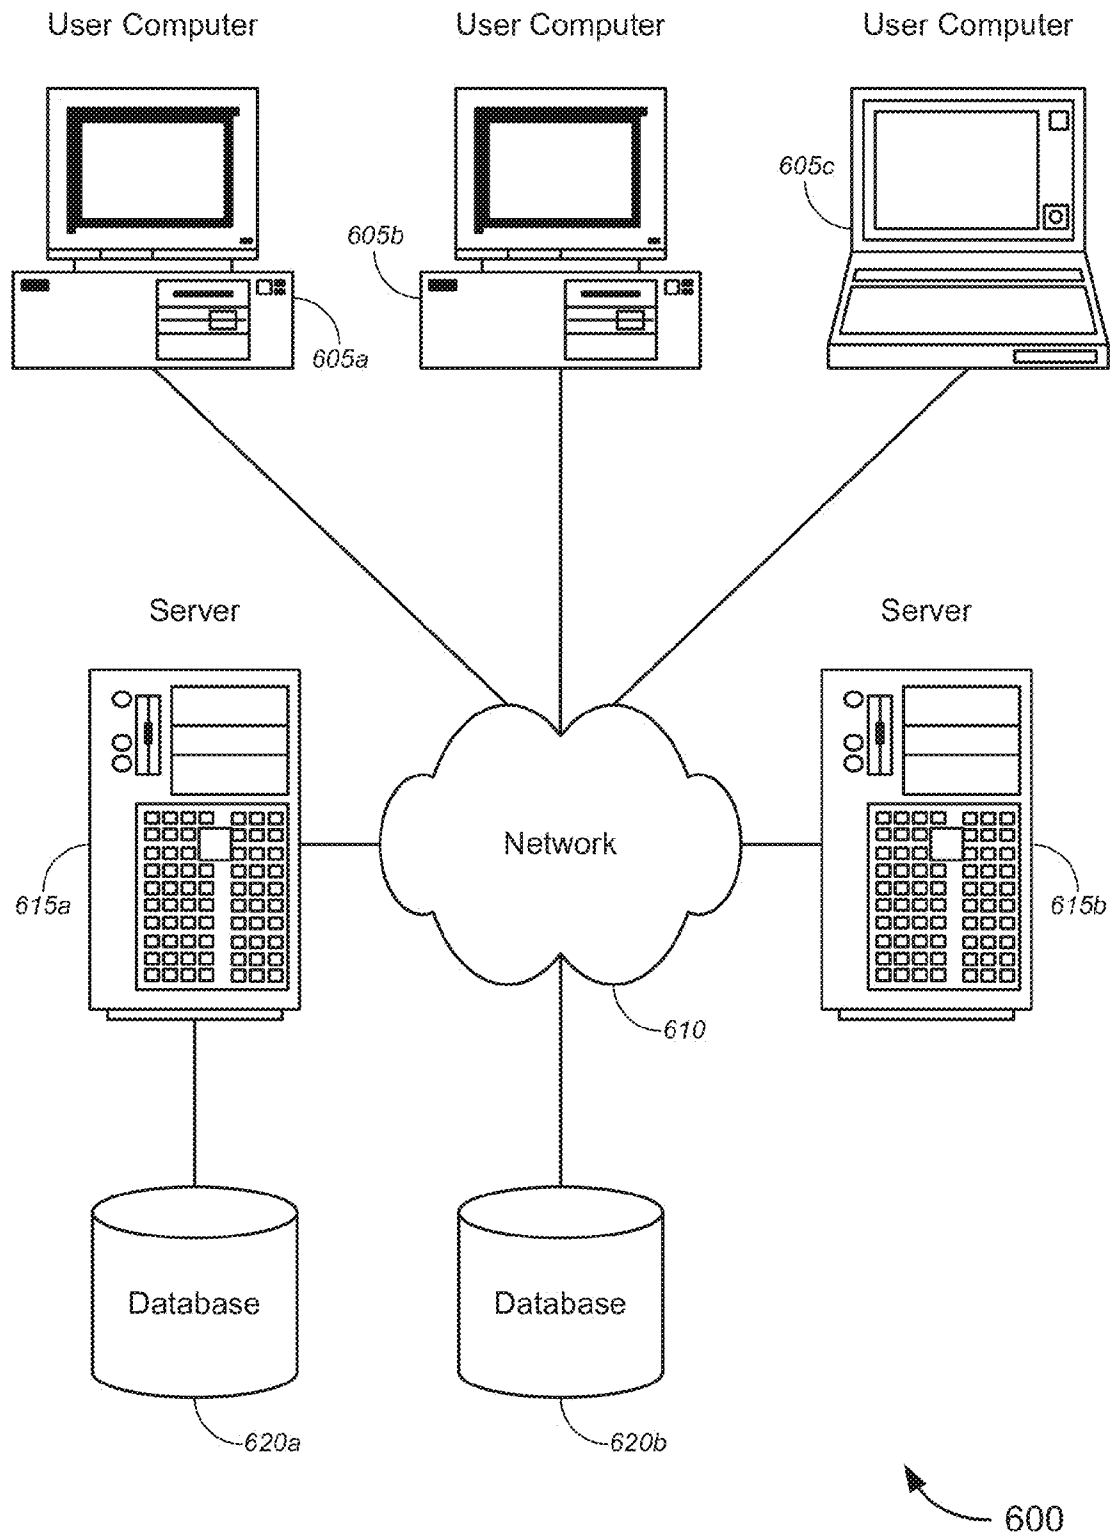 User Computer
User Computer
User Computer
605a
605b
605c
Server
Server
Network
615a
615b
610
Database
Database
620a
620b
600